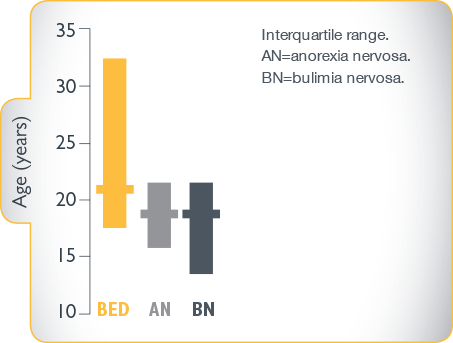 Interquartile range.
AN=anorexia nervosa.
BN=bulimia nervosa.
Age (years)
35
30
25
20
15
10
BED AN BN